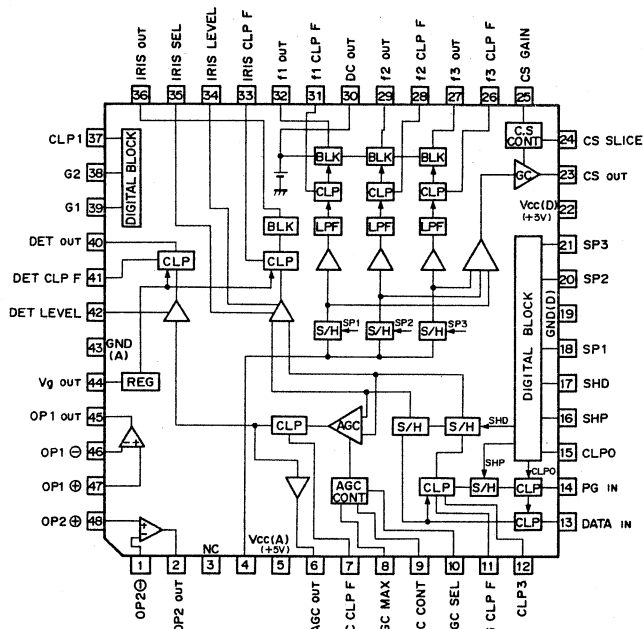 IRIS OUT
IRIS SEL
IRIS LEVEL
IRIS CLP F
f1 OUT
f1 CLP F
DC OUT
f2 OUT
f2 CLP F
f3 OUT
f3 CLP F
CS GAIN
36 35 34 33 32 31 30 29 28 27 26 25
CLP1 37
G2 38
G1 39
DIGITAL BLOCK
BLK BLK BLK
C.S CONT
24 CS SLICE
GC
23 CS OUT
CLP CLP CLP
Vcc(D) (+5V)
22
BLK
LPF LPF LPF
DET OUT 40
DET CLP F 41
CLP
CLP
21 SP3
20 SP2
DET LEVEL 42
GND(D)
19
DIGITAL BLOCK
43 GND (A)
S/H SP1
S/H SP2
S/H SP3
18 SP1
17 SHD
Vg OUT 44
REG
OP1 OUT 45
CLP
AGC
S/H
S/H
SHD
16 SHP
15 CLPO
OP1 ⊖ 46
SHP
CLPO
OP1 ⊕ 47
AGC CONT
CLP
S/H
CLP
14 PG IN
OP2 ⊕ 48
CLP
13 DATA IN
NC
Vcc(A) (+5V)
1 2 3 4 5 6 7 8 9 10 11 12
OP2⊖
OP2 OUT
AGC OUT
C CLP F
GC MAX
C CONT
GC SEL
CLP F
CLP3